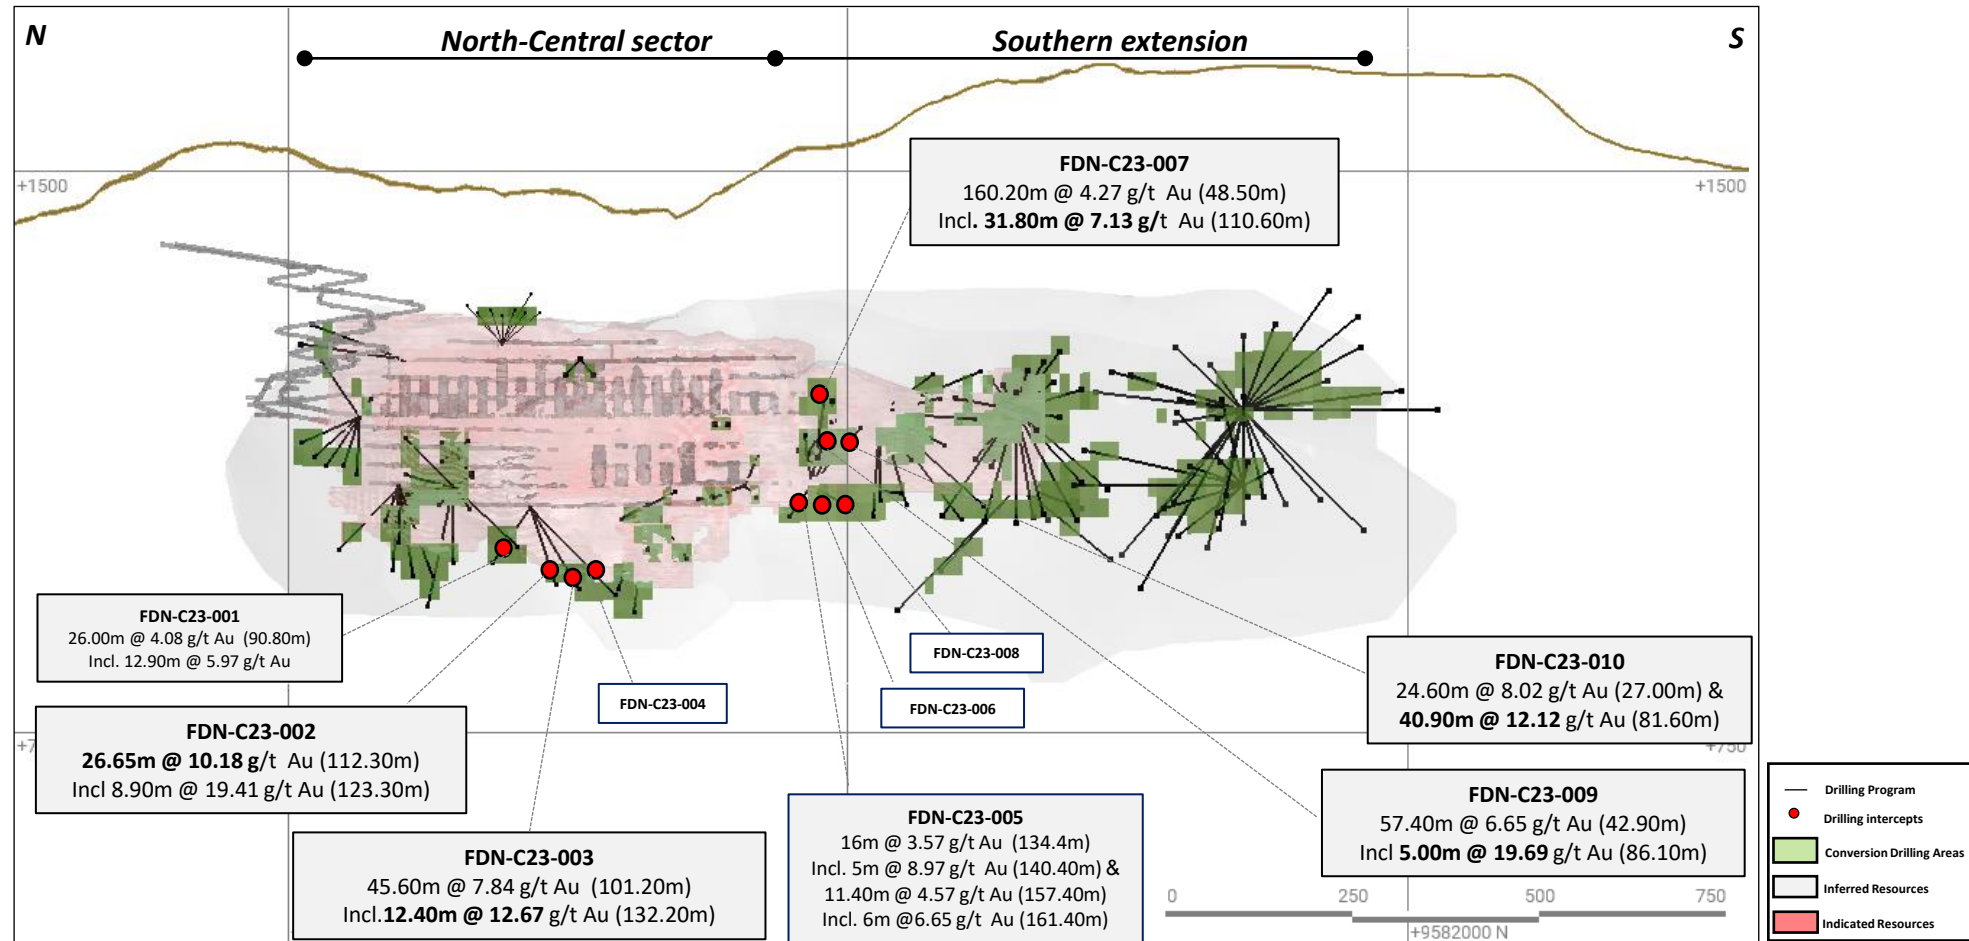 N
North-Central sector
Southern extension
S
+1500
+1500
FDN-C23-007
160.20m @ 4.27 g/t Au (48.50m)
Incl. 31.80m @ 7.13 g/t Au (110.60m)
FDN-C23-001
26.00m @ 4.08 g/t Au (90.80m)
Incl. 12.90m @ 5.97 g/t Au
FDN-C23-008
FDN-C23-004
FDN-C23-006
FDN-C23-010
24.60m @ 8.02 g/t Au (27.00m) &
40.90m @ 12.12 g/t Au (81.60m)
+7
+750
FDN-C23-002
26.65m @ 10.18 g/t Au (112.30m)
Incl 8.90m @ 19.41 g/t Au (123.30m)
FDN-C23-009
57.40m @ 6.65 g/t Au (42.90m)
Incl 5.00m @ 19.69 g/t Au (86.10m)
FDN-C23-005
16m @ 3.57 g/t Au (134.4m)
Incl. 5m @ 8.97 g/t Au (140.40m) &
11.40m @ 4.57 g/t Au (157.40m)
Incl. 6m @6.65 g/t Au (161.40m)
FDN-C23-003
45.60m @ 7.84 g/t Au (101.20m)
Incl.12.40m @ 12.67 g/t Au (132.20m)
0 250 500 750
+9582000 N
Drilling Program
Drilling intercepts
Conversion Drilling Areas
Inferred Resources
Indicated Resources